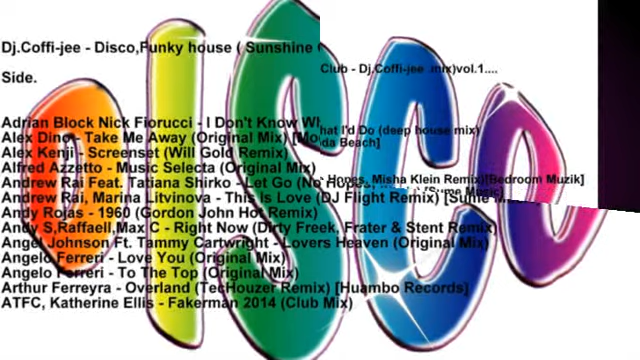 DISCO
Dj.Coffi-jee - Disco,Funky house ( Sunshine
Club - Dj.Coffi-jee .mix)vol.1....
Side.
Adrian Block Nick Fiorucci - I Don't Know
hat I'd Do (deep house mix)
Alex Dino - Take Me Away (Original Mix)
da Beach]
Alex Kenji - Screenset (Will Gold Remix)
Alfred Azzetto - Music Selecta (Original Mix)
Andrew Rai Feat. Tatiana Shirko - Let Go (No Hopes, Misha Klein Remix)[Bedroom Muzik]
Andrew Rai, Marina Litvinova - This Is Love (DJ Flight Remix) [Sume Music]
Andy Rojas - 1960 (Gordon John Hot Remix)
Andy S,Raffaell,Max C - Right Now (Dirty Freek, Frater & Stent Remix)
Angel Johnson Ft. Tammy Cartwright - Lovers Heaven (Original Mix)
Angelo Ferreri - Love You (Original Mix)
Angelo Ferreri - To The Top (Original Mix)
Arthur Ferreyra - Overland (TecHouzer Remix) [Huambo Records]
ATFC, Katherine Ellis - Fakerman 2014 (Club Mix)